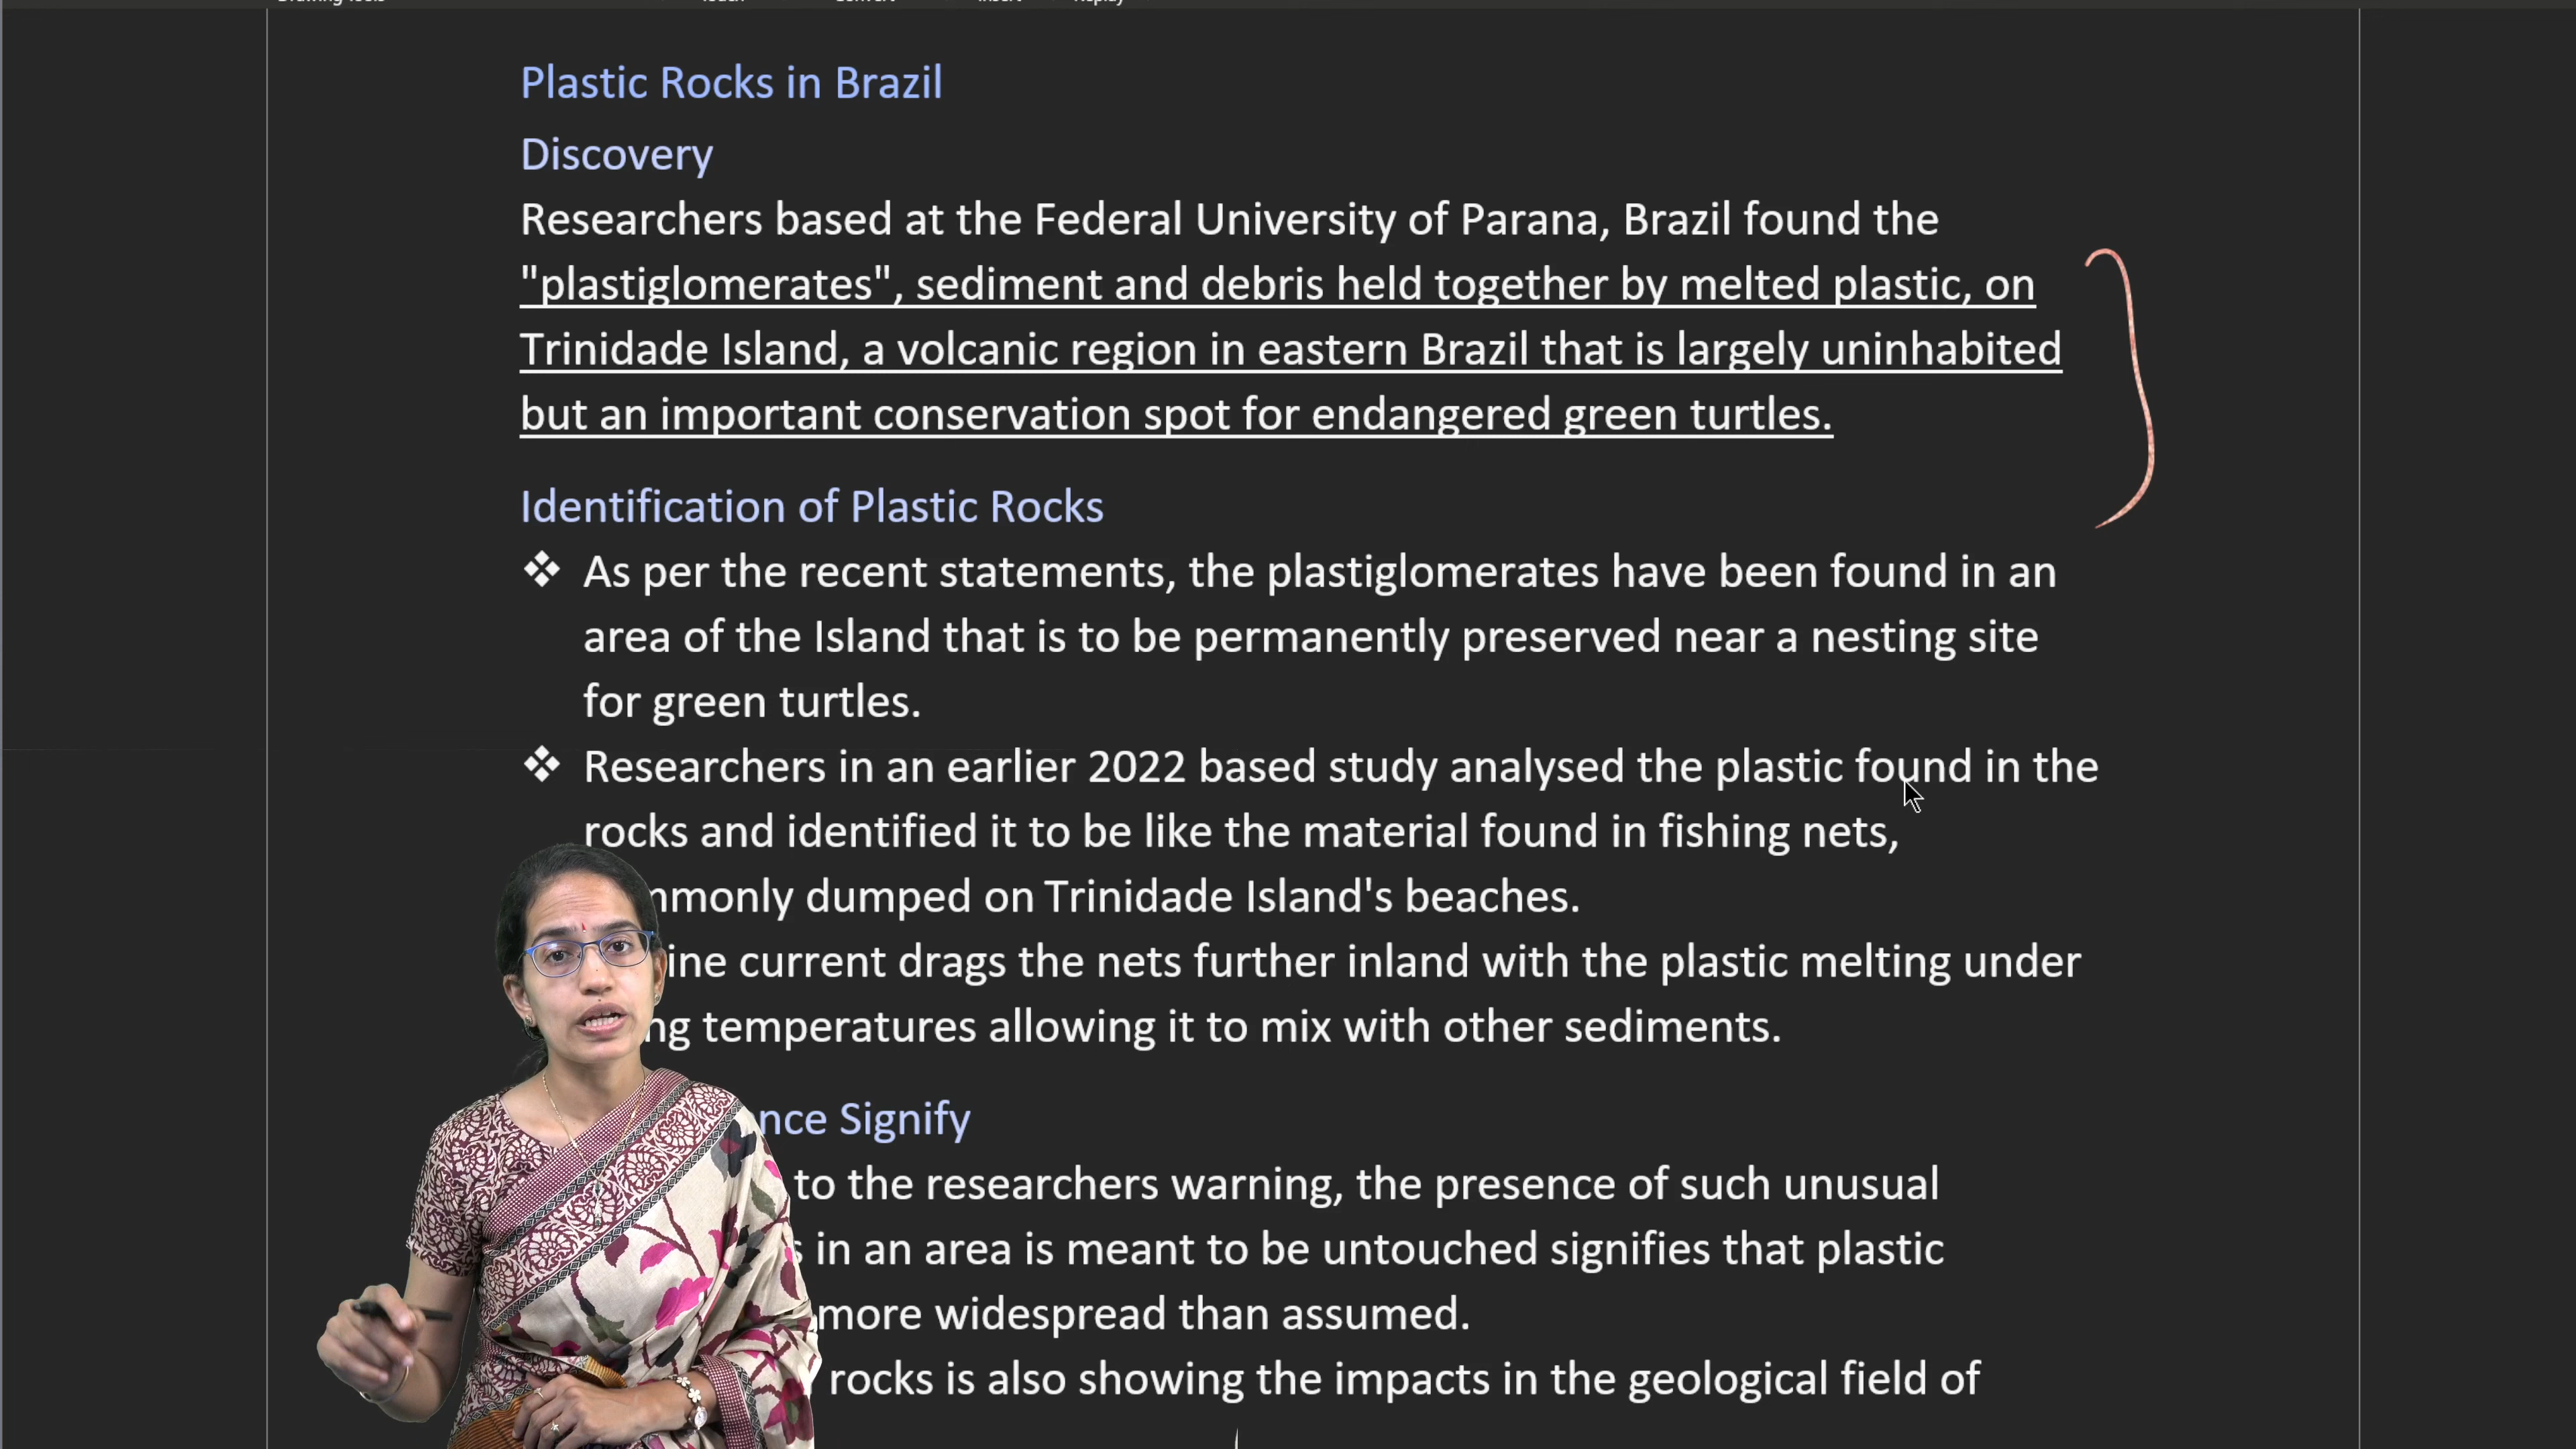 Plastic Rocks in Brazil
Discovery
Researchers based at the Federal University of Parana, Brazil found the
"plastiglomerates", sediment and debris held together by melted plastic, on
Trinidade Island, a volcanic region in eastern Brazil that is largely uninhabited
but an important conservation spot for endangered green turtles.
Identification of Plastic Rocks
❖ As per the recent statements, the plastiglomerates have been found in an
area of the Island that is to be permanently preserved near a nesting site
for green turtles.
❖ Researchers in an earlier 2022 based study analysed the plastic found in the
rocks and identified it to be like the material found in fishing nets,
dumped on Trinidade Island's beaches.
current drags the nets further inland with the plastic melting under
temperatures allowing it to mix with other sediments.
Signify
to the researchers warning, the presence of such unusual
in an area is meant to be untouched signifies that plastic
more widespread than assumed.
rocks is also showing the impacts in the geological field of